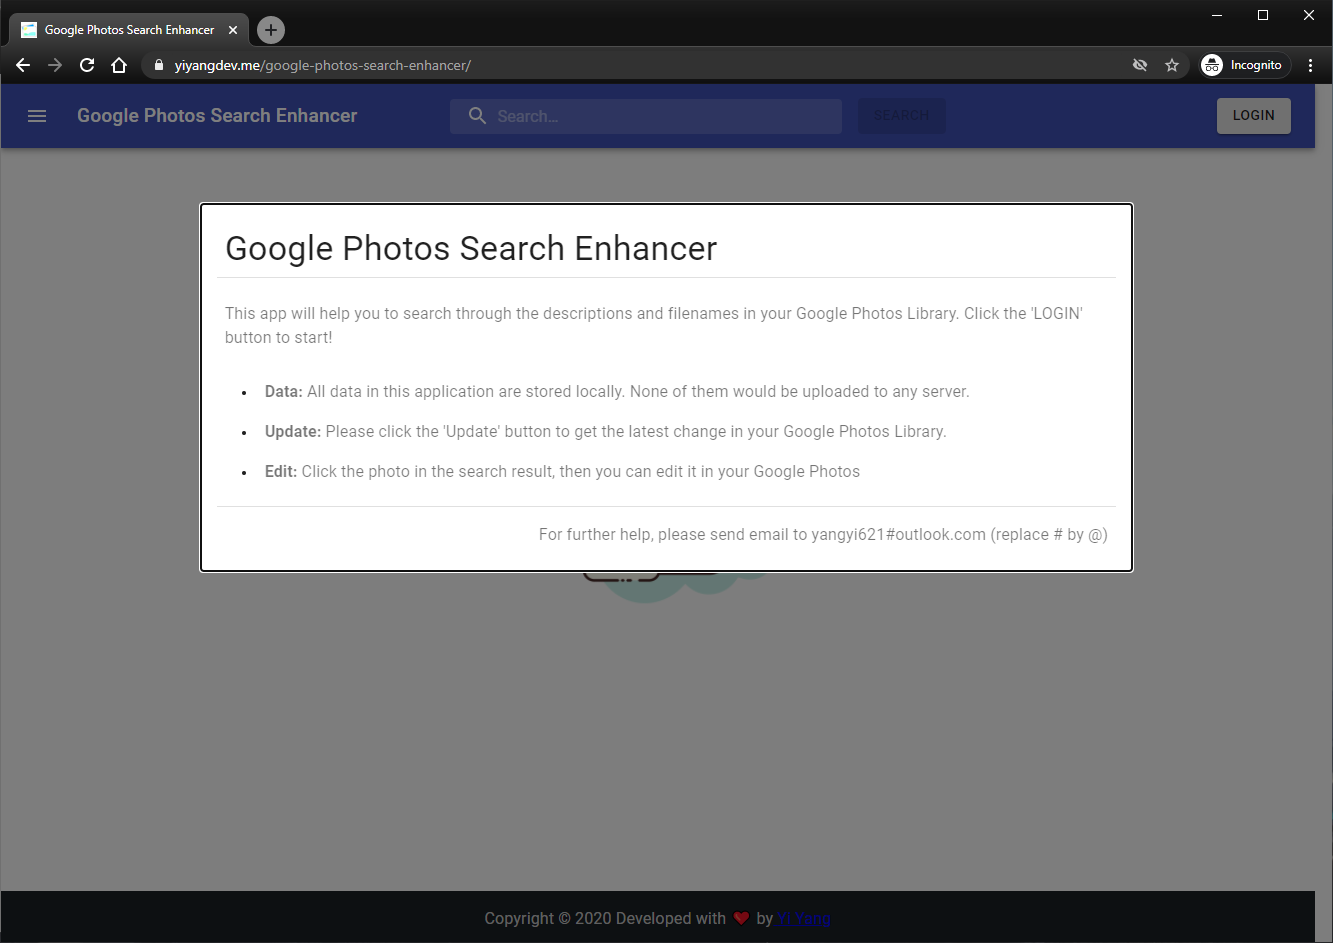 Google Photos Search Enhancer
yiyangdev.me/google-photos-search-enhancer/
Incognito
Google Photos Search Enhancer
Search...
SEARCH
LOGIN
Google Photos Search Enhancer
This app will help you to search through the descriptions and filenames in your Google Photos Library. Click the 'LOGIN'
button to start!
• Data: All data in this application are stored locally. None of them would be uploaded to any server.
• Update: Please click the 'Update' button to get the latest change in your Google Photos Library.
• Edit: Click the photo in the search result, then you can edit it in your Google Photos
For further help, please send email to yangyi621#outlook.com (replace # by @)
Copyright © 2020 Developed with ❤ by Yi Yang